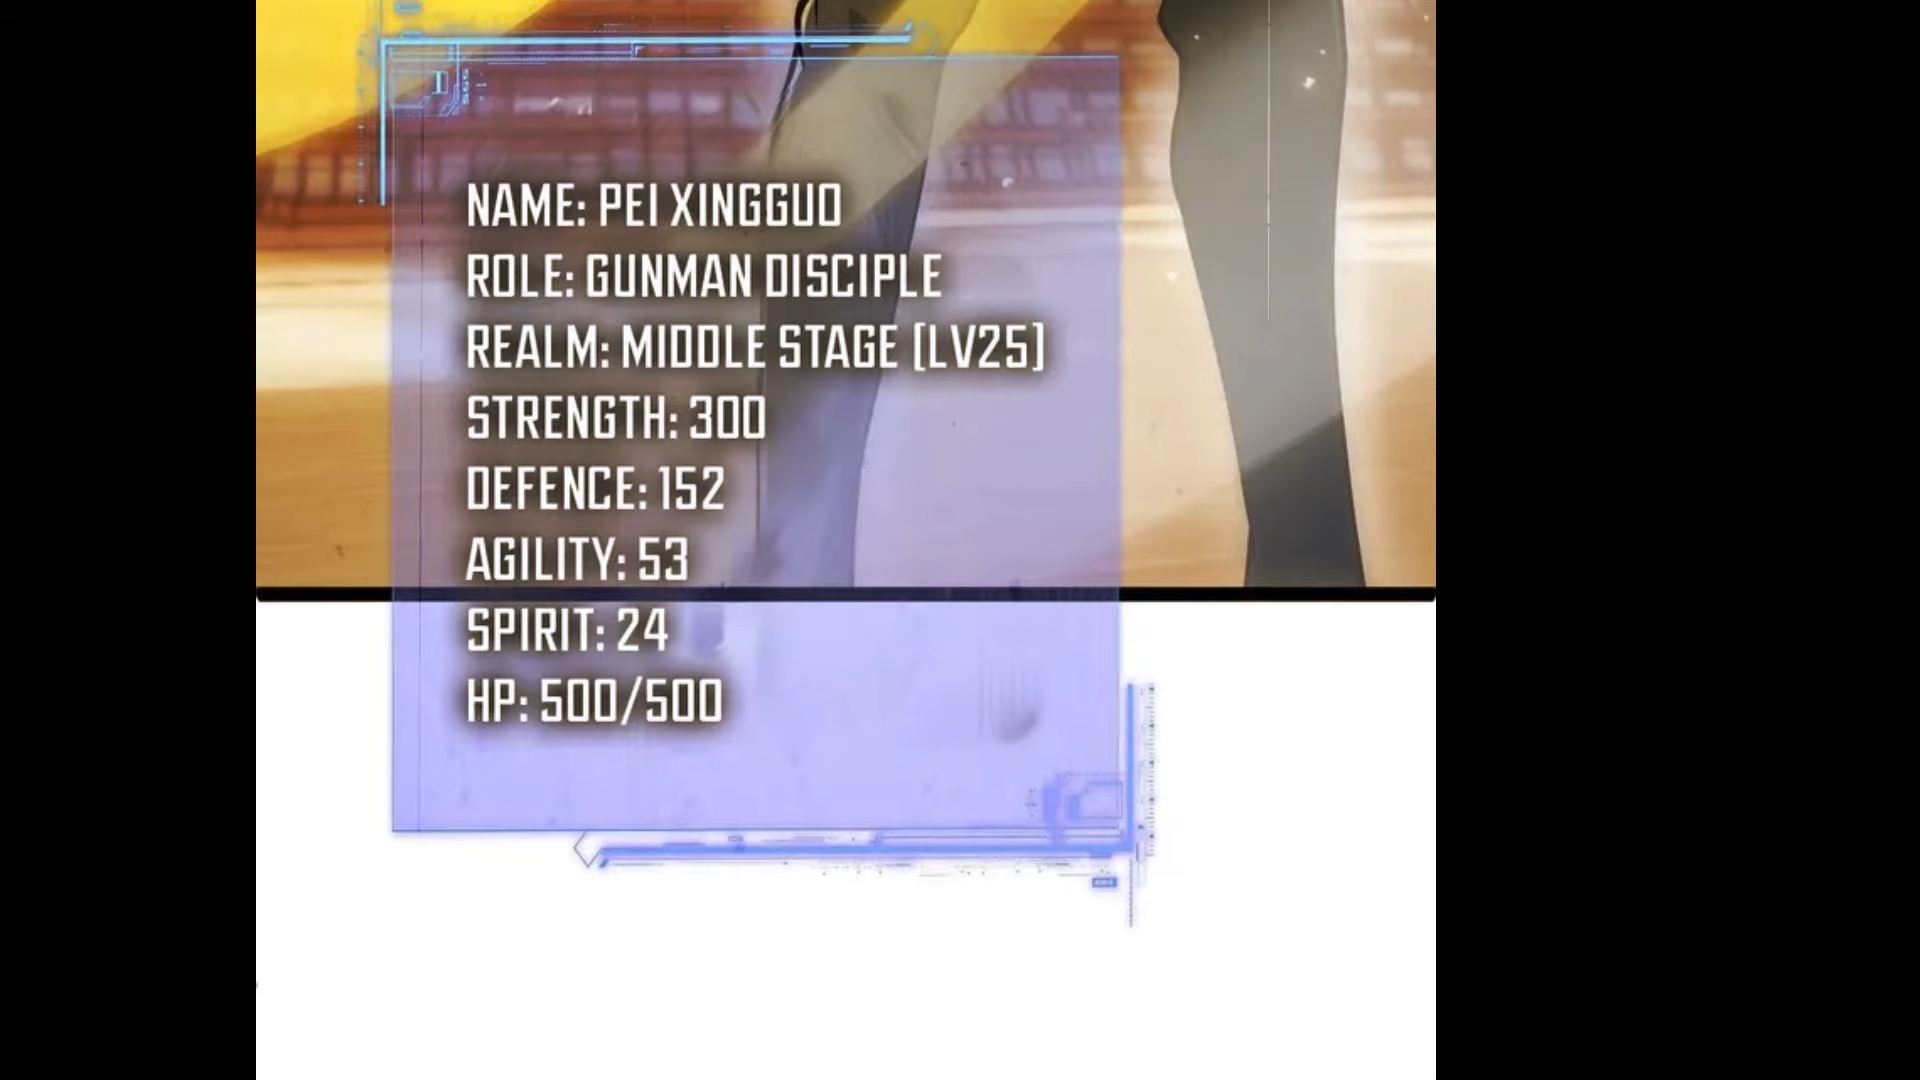 NAME: PEI XINGGUO
ROLE: GUNMAN DISCIPLE
REALM: MIDDLE STAGE [LV25]
STRENGTH: 300
DEFENCE: 152
AGILITY: 53
SPIRIT: 24
HP: 500/500